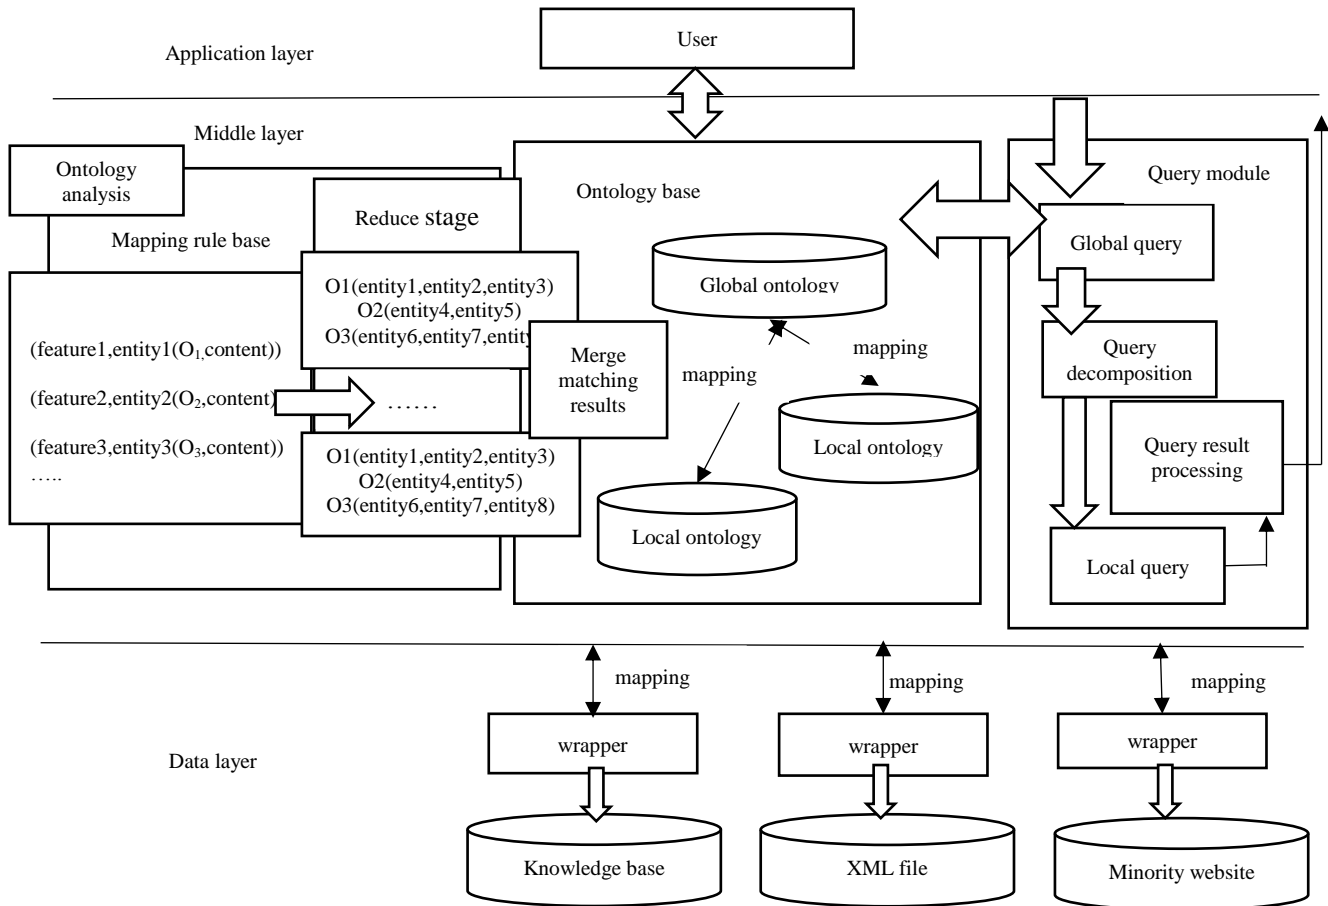 User
Application layer
Middle layer
Ontology
analysis
Mapping rule base
(feature1,entity1(O1,content))
(feature2,entity2(O2,content)
(feature3,entity3(O3,content))
…..
Reduce stage
O1(entity1,entity2,entity3)
O2(entity4,entity5)
O3(entity6,entity7,entity
……
O1(entity1,entity2,entity3)
O2(entity4,entity5)
O3(entity6,entity7,entity8)
Merge
matching
results
Ontology base
Global ontology
mapping
mapping
Local ontology
Local ontology
Query module
Global query
Query
decomposition
Query result
processing
Local query
mapping
mapping
mapping
Data layer
wrapper
wrapper
wrapper
Knowledge base
XML file
Minority website